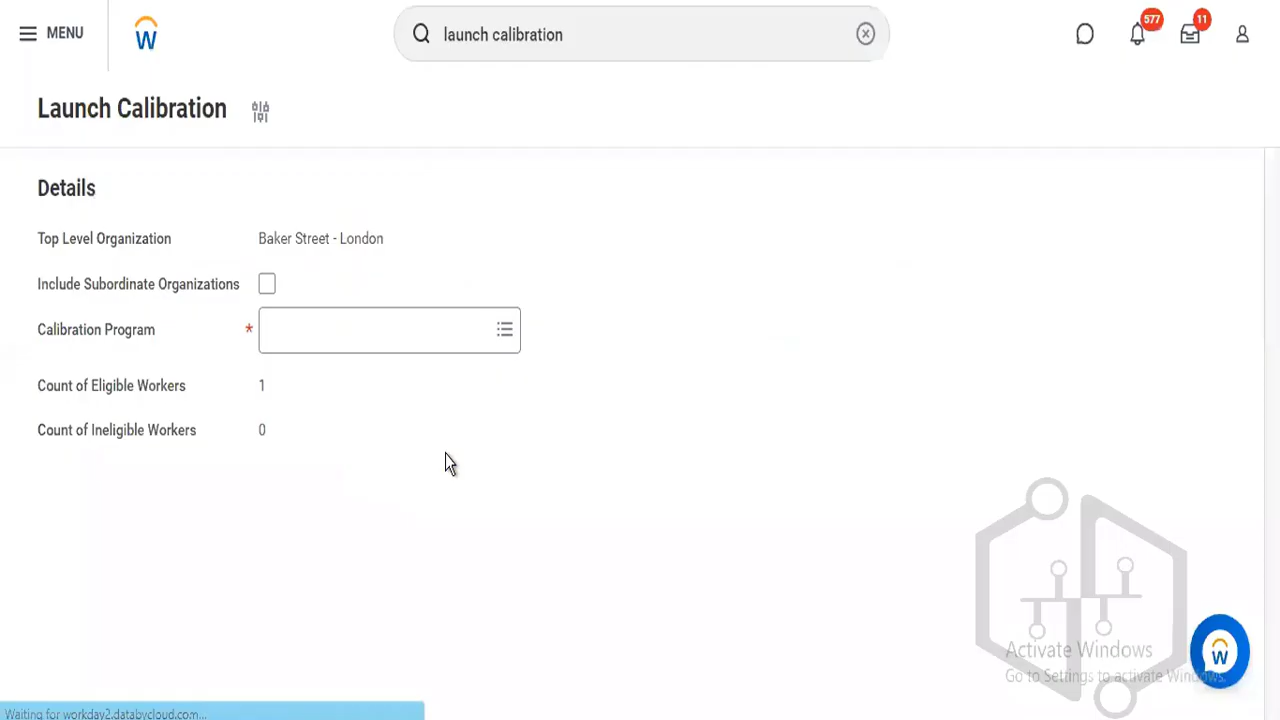 MENU
W
launch calibration
577
11
Launch Calibration
Details
Top Level Organization
Baker Street - London
Include Subordinate Organizations
Calibration Program *
Count of Eligible Workers
1
Count of Ineligible Workers
0
Activate Windows
Go to Settings to activate Windows.
W
Waiting for workday2.databycloud.com...